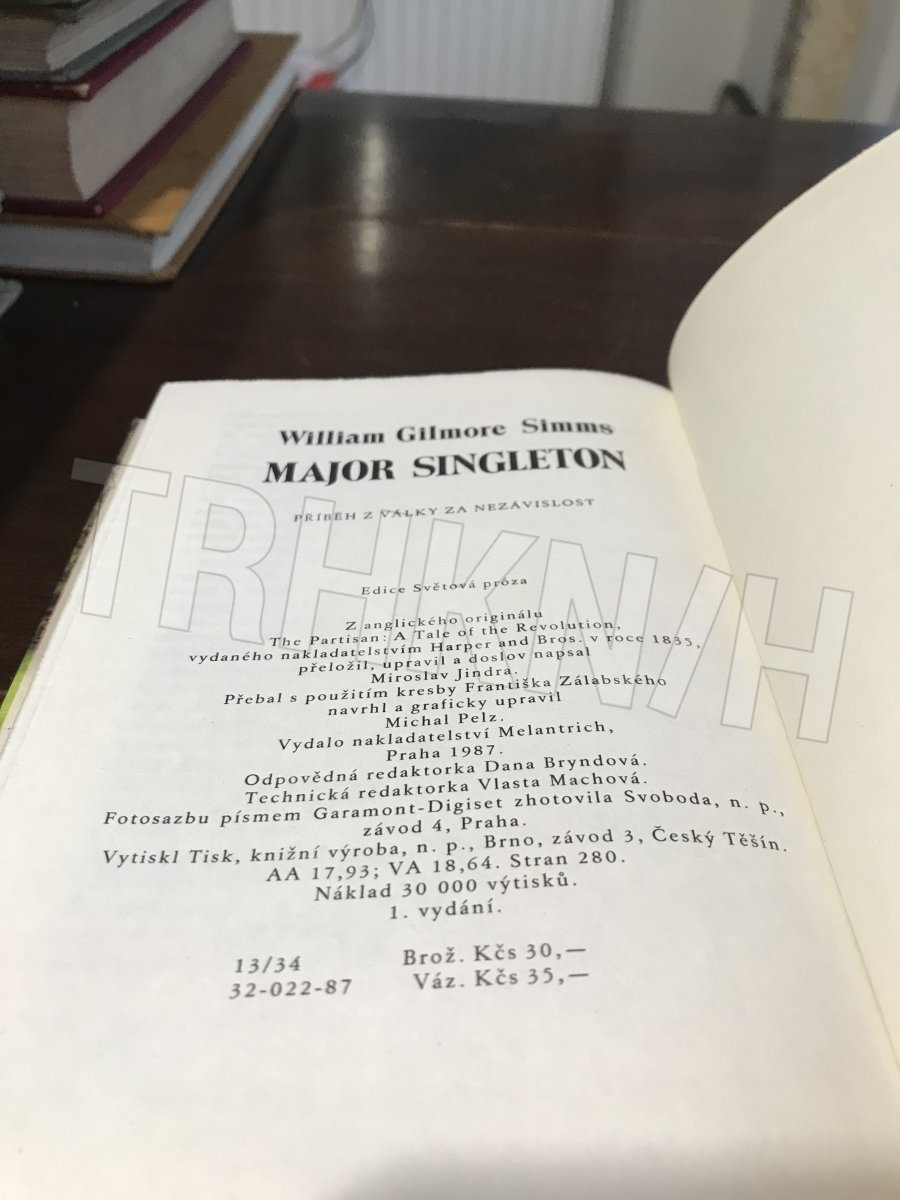 William Gilmore Simms
MAJOR SINGLETON
PŘÍBĚH Z VÁLKY ZA NEZÁVISLOST
Edice Světová próza
Z anglického originálu
The Partisan: A Tale of the Revolution,
vydaného nakladatelstvím Harper and Bros. v roce 1835,
přeložil, upravil a doslov napsal
Miroslav Jindra.
Přebal s použitím kresby Františka Zálabského
navrhl a graficky upravil
Michal Pelz.
Vydalo nakladatelství Melantrich,
Praha 1987.
Odpovědná redaktorka Dana Bryndová.
Technická redaktorka Vlasta Machová.
Fotosazbu písmem Garamont-Digiset zhotovila Svoboda, n. p.,
závod 4, Praha.
Vytiskl Tisk, knižní výroba, n. p., Brno, závod 3, Český Těšín.
AA 17,93; VA 18,64. Stran 280.
Náklad 30 000 výtisků.
1. vydání.
13/34 Brož. Kčs 30,—
32-022-87 Váz. Kčs 35,—
TRHKNIH